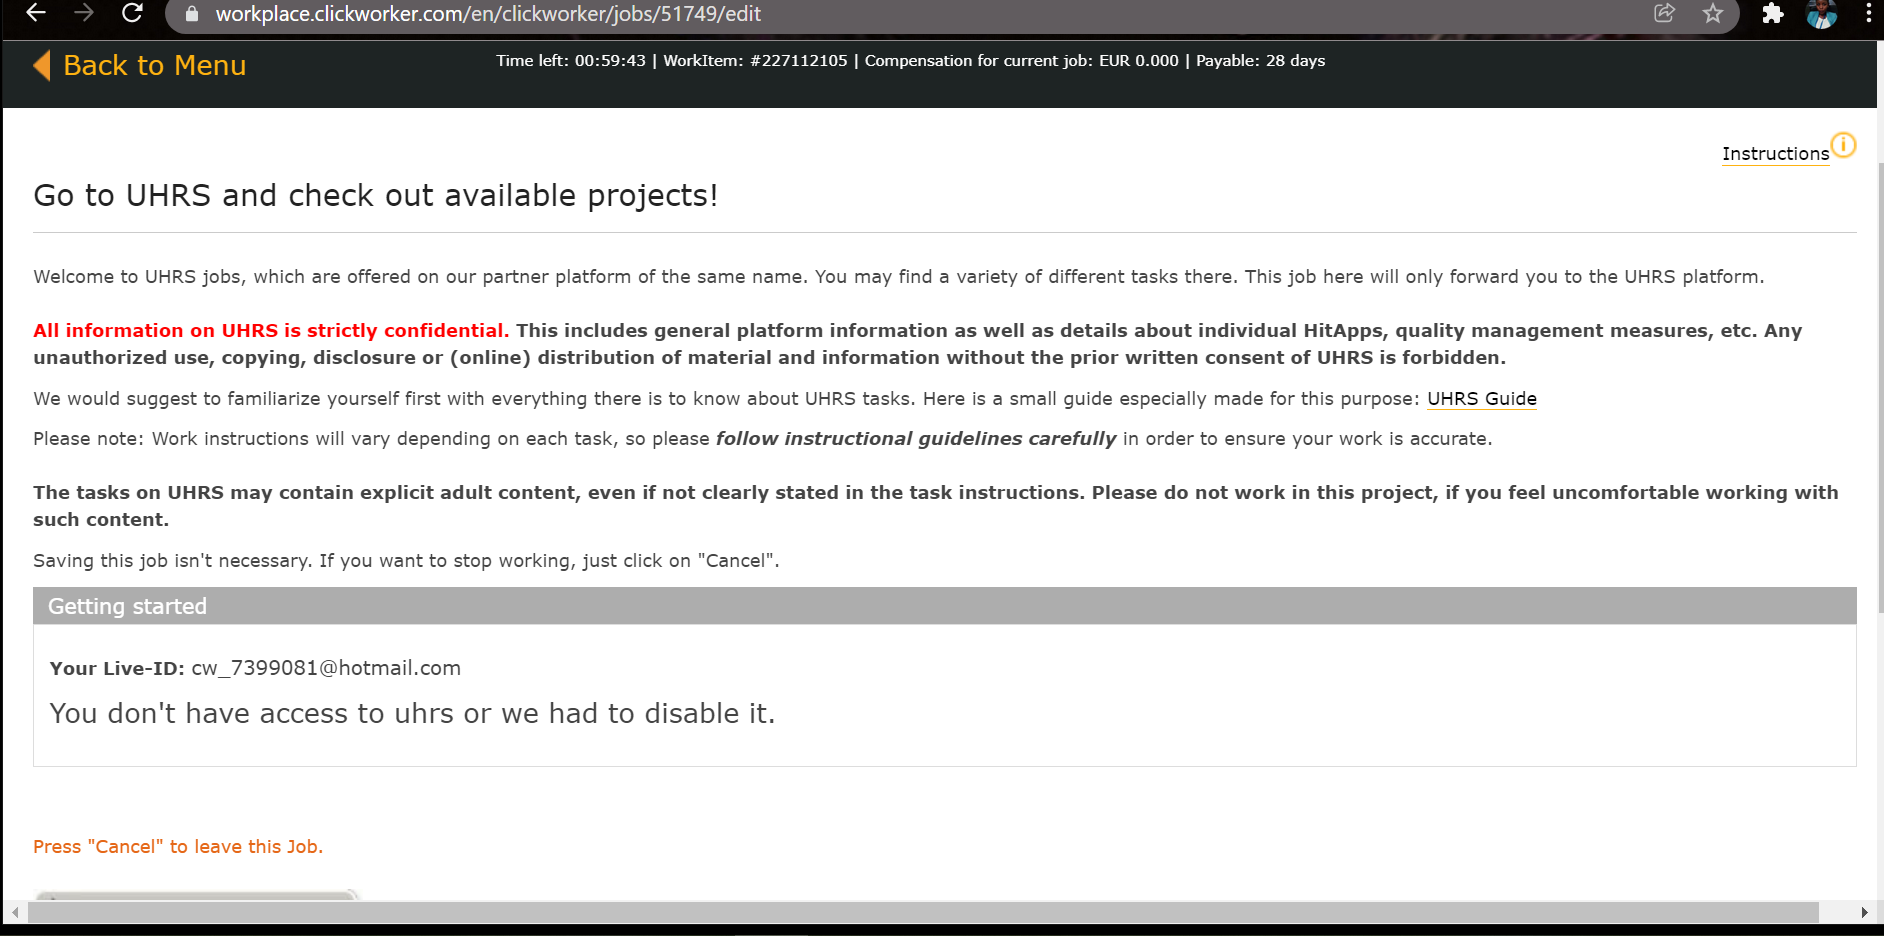 workplace.clickworker.com/en/clickworker/jobs/51749/edit
Back to Menu
Time left: 00:59:43 | WorkItem: #227112105 | Compensation for current job: EUR 0.000 | Payable: 28 days
Instructions
Go to UHRS and check out available projects!
Welcome to UHRS jobs, which are offered on our partner platform of the same name. You may find a variety of different tasks there. This job here will only forward you to the UHRS platform.
All information on UHRS is strictly confidential. This includes general platform information as well as details about individual HitApps, quality management measures, etc. Any
unauthorized use, copying, disclosure or (online) distribution of material and information without the prior written consent of UHRS is forbidden.
We would suggest to familiarize yourself first with everything there is to know about UHRS tasks. Here is a small guide especially made for this purpose: UHRS Guide
Please note: Work instructions will vary depending on each task, so please follow instructional guidelines carefully in order to ensure your work is accurate.
The tasks on UHRS may contain explicit adult content, even if not clearly stated in the task instructions. Please do not work in this project, if you feel uncomfortable working with
such content.
Saving this job isn't necessary. If you want to stop working, just click on "Cancel".
Getting started
Your Live-ID: cw_7399081@hotmail.com
You don't have access to uhrs or we had to disable it.
Press "Cancel" to leave this Job.